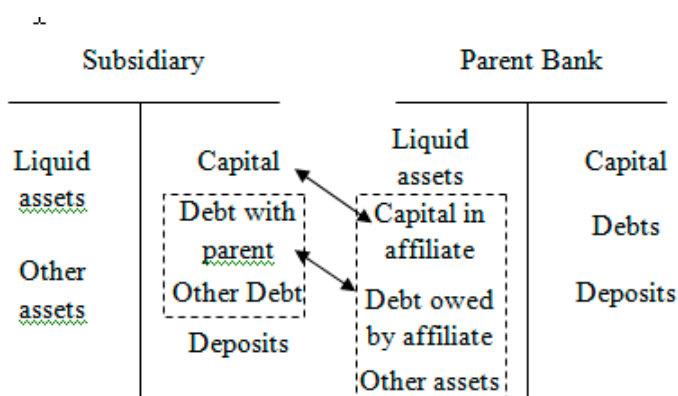 Subsidiary
Parent Bank
Liquid
assets
Other
assets
Capital
Debt with
parent
Other Debt
Deposits
Liquid
assets
Capital in
affiliate
Debt owed
by affiliate
Other assets
Capital
Debts
Deposits